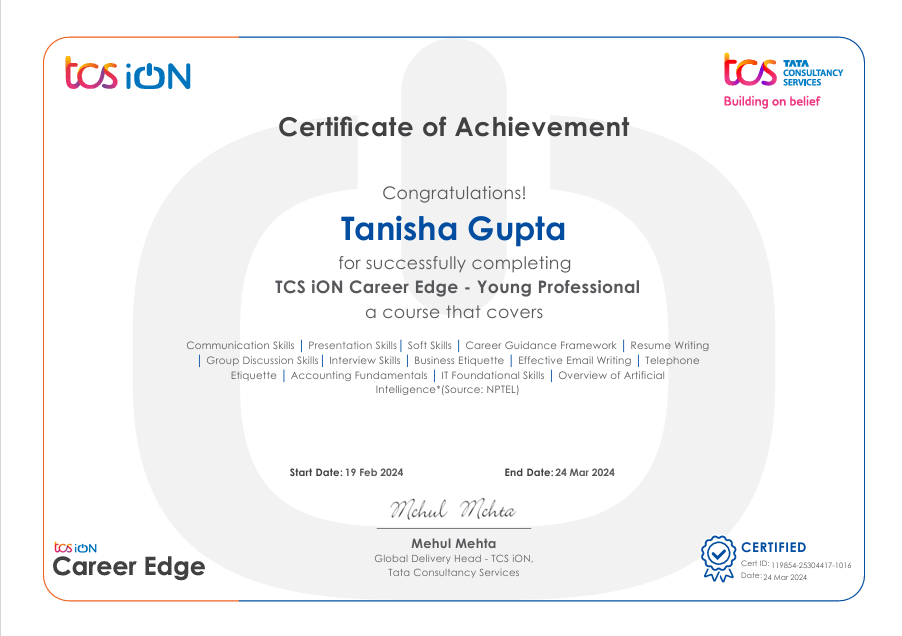 tcs iON
tcs TATA
CONSULTANCY
SERVICES
Building on belief
Certificate of Achievement
Congratulations!
Tanisha Gupta
for successfully completing
TCS iON Career Edge - Young Professional
a course that covers
Communication Skills | Presentation Skills | Soft Skills | Career Guidance Framework | Resume Writing
| Group Discussion Skills | Interview Skills | Business Etiquette | Effective Email Writing | Telephone
Etiquette | Accounting Fundamentals | IT Foundational Skills | Overview of Artificial
Intelligence*(Source: NPTEL)
Start Date: 19 Feb 2024 End Date: 24 Mar 2024
Mehul Mehta
Mehul Mehta
Global Delivery Head - TCS iON,
Tata Consultancy Services
tcs iON
Career Edge
CERTIFIED
Cert ID: 119854-25304417-1016
Date: 24 Mar 2024